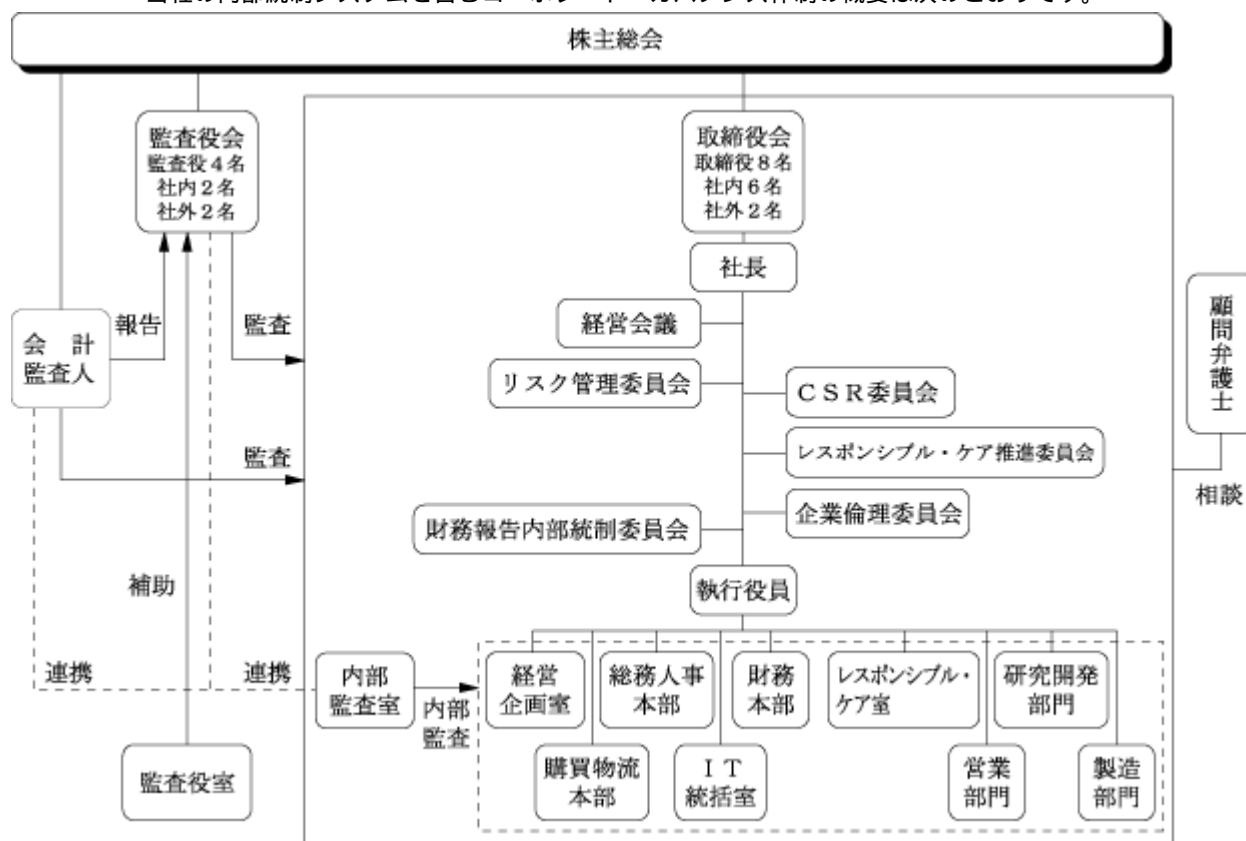 当社の内部統制システムを含むコーポレート・ガバナンス体制の概要は次のとおりです。
株主総会
監査役会
監査役4名
社内2名
社外2名
取締役会
取締役8名
社内6名
社外2名
社長
会計
監査人
報告
監査
経営会議
リスク管理委員会
CSR委員会
顧問弁護士
監査
レスポンシブル・ケア推進委員会
相談
企業倫理委員会
財務報告内部統制委員会
補助
執行役員
連携
連携
内部
監査室
内部
監査
経営
企画室
総務人事
本部
財務
本部
レスポンシブル・
ケア室
研究開発
部門
監査役室
購買物流
本部
IT
統括室
営業
部門
製造
部門